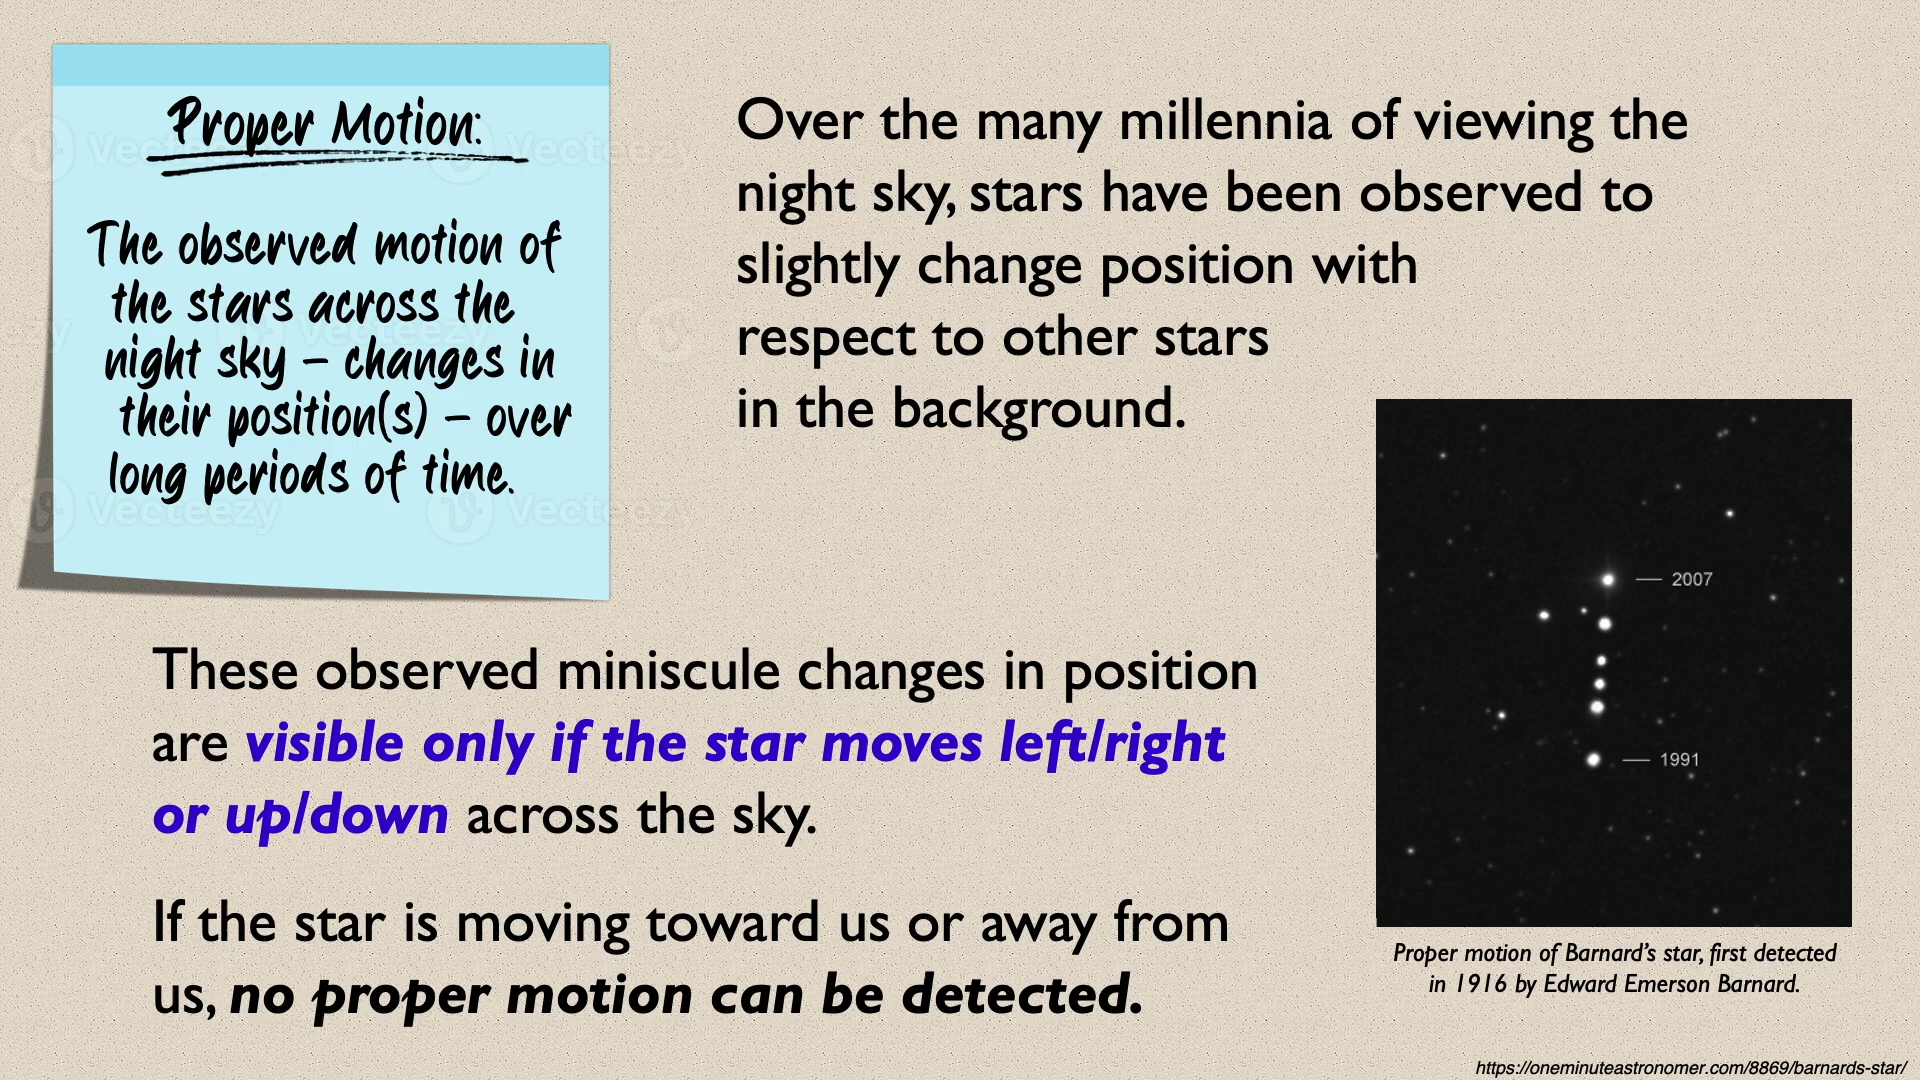 Proper Motion:
The observed motion of
the stars across the
night sky – changes in
their position(s) – over
long periods of time.
Over the many millennia of viewing the
night sky, stars have been observed to
slightly change position with
respect to other stars
in the background.
These observed miniscule changes in position
are visible only if the star moves left/right
or up/down across the sky.
If the star is moving toward us or away from
us, no proper motion can be detected.
2007
1991
Proper motion of Barnard's star, first detected
in 1916 by Edward Emerson Barnard.
https://oneminuteastronomer.com/8869/barnards-star/
Vecteezy
Vecteezy
Vecteezy
Vecteezy
Vecteezy